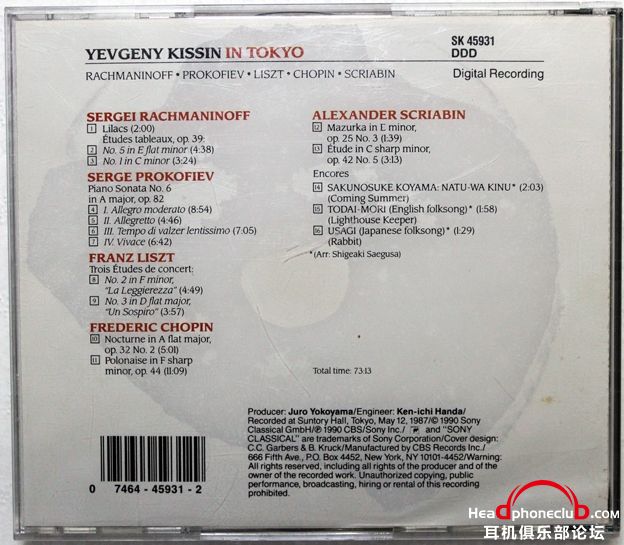 YEVGENY KISSIN IN TOKYO
RACHMANINOFF • PROKOFIEV • LISZT • CHOPIN • SCRIABIN
SK 45931
DDD
Digital Recording
SERGEI RACHMANINOFF
1 Lilacs (2:00)
Études tableaux, op. 39:
2 No. 5 in E flat minor (4:38)
3 No. 1 in C minor (3:24)
SERGE PROKOFIEV
Piano Sonata No. 6
in A major, op. 82
4 I. Allegro moderato (8:54)
5 II. Allegretto (4:46)
6 III. Tempo di valzer lentissimo (7:05)
7 IV. Vivace (6:42)
FRANZ LISZT
Trois Études de concert:
8 No. 2 in F minor,
"La Leggierezza" (4:49)
9 No. 3 in D flat major,
"Un Sospiro" (3:57)
FREDERIC CHOPIN
10 Nocturne in A flat major,
op. 32 No. 2 (5:01)
11 Polonaise in F sharp
minor, op. 44 (11:09)
ALEXANDER SCRIABIN
12 Mazurka in E minor,
op. 25 No. 3 (1:39)
13 Étude in C sharp minor,
op. 42 No. 5 (3:13)
Encores
14 SAKUNOSUKE KOYAMA: NATU-WA KINU* (2:03)
(Coming Summer)
15 TODAI-MORI (English folksong)* (1:58)
(Lighthouse Keeper)
16 USAGI (Japanese folksong)* (1:29)
(Rabbit)
*(Arr: Shigeaki Saegusa)
Total time: 73:13
Producer: Juro Yokoyama/Engineer: Ken-ichi Handa/
Recorded at Suntory Hall, Tokyo, May 12, 1987/© 1990 Sony
Classical GmbH/℗ 1990 CBS/Sony Inc./ and "SONY
CLASSICAL" are trademarks of Sony Corporation/Cover design:
C.C. Garbers & B. Kruck/Manufactured by CBS Records Inc./
666 Fifth Ave., P.O. Box 4452, New York, NY 10101-4452/Warning:
All rights reserved, including all rights of the producer and of the
owner of the recorded work. Unauthorized copying, public
performance, broadcasting, hiring or rental of this recording
prohibited.
0 7464-45931-2
Headphoneclub.com
耳机俱乐部论坛